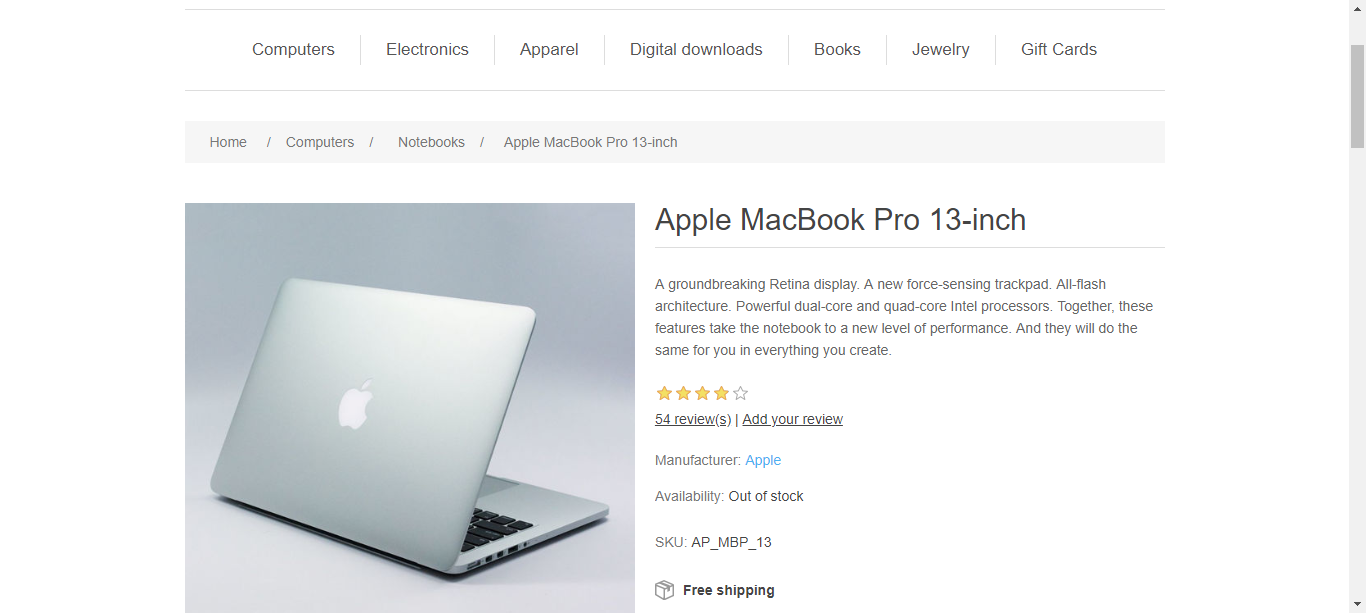 Computers Electronics Apparel Digital downloads Books Jewelry Gift Cards
Home / Computers / Notebooks / Apple MacBook Pro 13-inch
Apple MacBook Pro 13-inch
A groundbreaking Retina display. A new force-sensing trackpad. All-flash
architecture. Powerful dual-core and quad-core Intel processors. Together, these
features take the notebook to a new level of performance. And they will do the
same for you in everything you create.
54 review(s) | Add your review
Manufacturer: Apple
Availability: Out of stock
SKU: AP_MBP_13
Free shipping